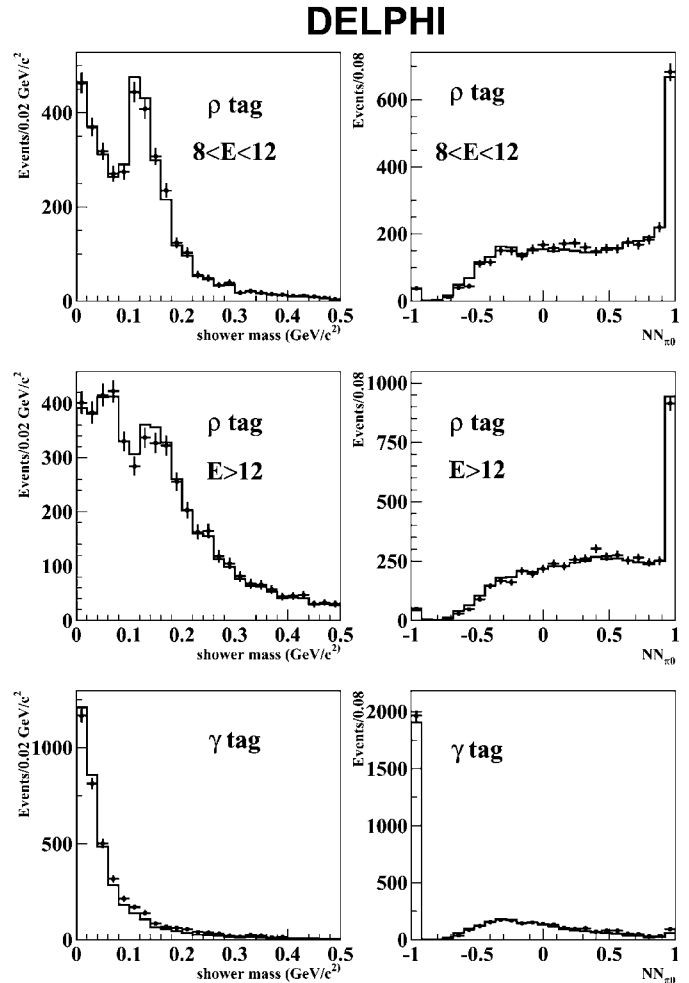 DELPHI
Events/0.02 GeV/c²
400
200
0
ρ tag
8<E<12
0 0.1 0.2 0.3 0.4 0.5
shower mass (GeV/c²)
Events/0.08
600
400
200
0
ρ tag
8<E<12
-1 -0.5 0 0.5 1
NN_π0
Events/0.02 GeV/c²
400
300
200
100
0
ρ tag
E>12
0 0.1 0.2 0.3 0.4 0.5
shower mass (GeV/c²)
Events/0.08
1000
750
500
250
0
ρ tag
E>12
-1 -0.5 0 0.5 1
NN_π0
Events/0.02 GeV/c²
1000
500
0
γ tag
0 0.1 0.2 0.3 0.4 0.5
shower mass (GeV/c²)
Events/0.08
2000
1500
1000
500
0
γ tag
-1 -0.5 0 0.5 1
NN_π0